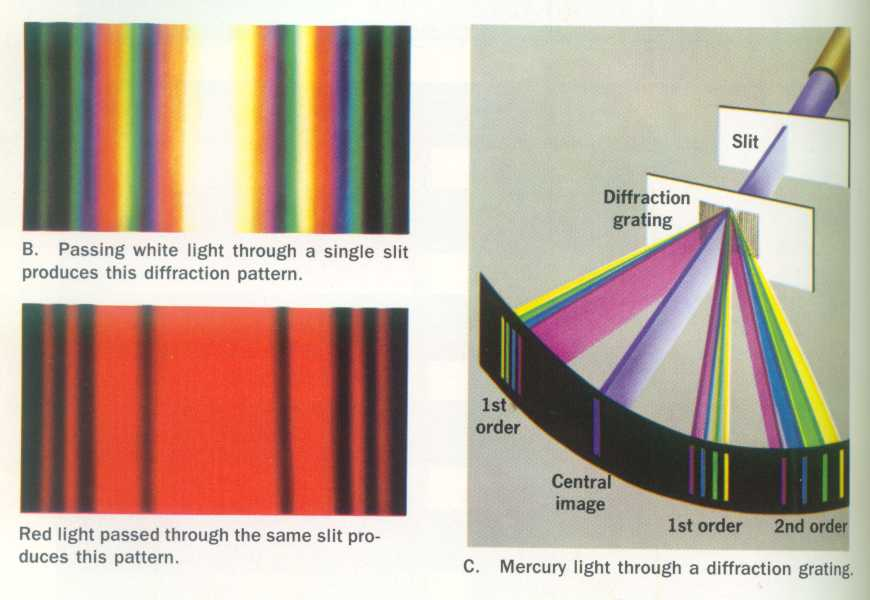 B. Passing white light through a single slit
produces this diffraction pattern.
Red light passed through the same slit pro-
duces this pattern.
Slit
Diffraction
grating
1st
order
Central
image
1st order
2nd order
C. Mercury light through a diffraction grating.